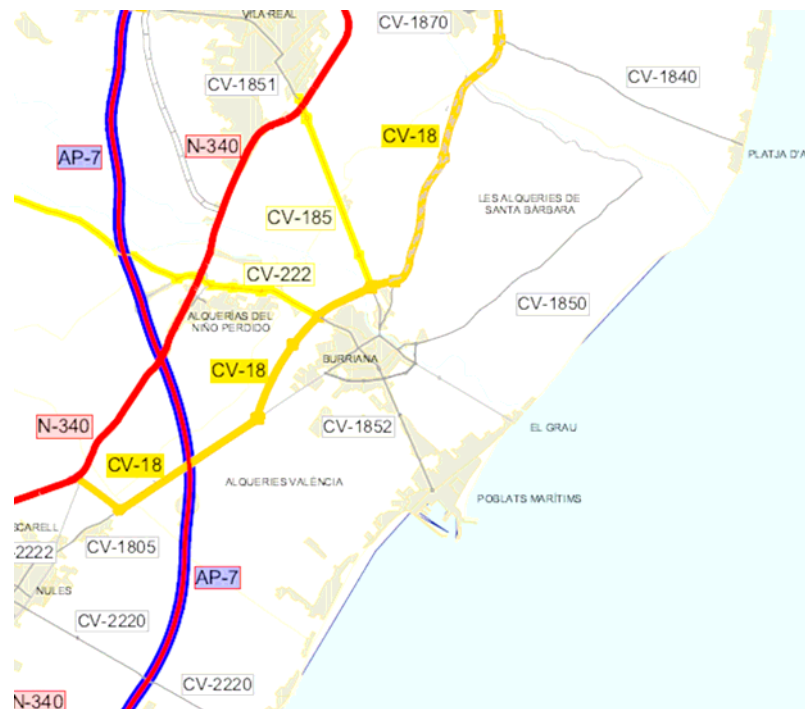 VILA-REAL
CV-1870
CV-1840
CV-1851
CV-18
N-340
AP-7
PLATJA D'A
LES ALQUERIES DE
SANTA BÀRBARA
CV-185
CV-222
CV-1850
ALQUERÍAS DEL
NIÑO PERDIDO
BURRIANA
CV-18
N-340
CV-1852
EL GRAU
CV-18
ALQUERIES VALÈNCIA
POBLATS MARÍTIMS
SCARELL
-2222
CV-1805
AP-7
NULES
CV-2220
CV-2220
N-340